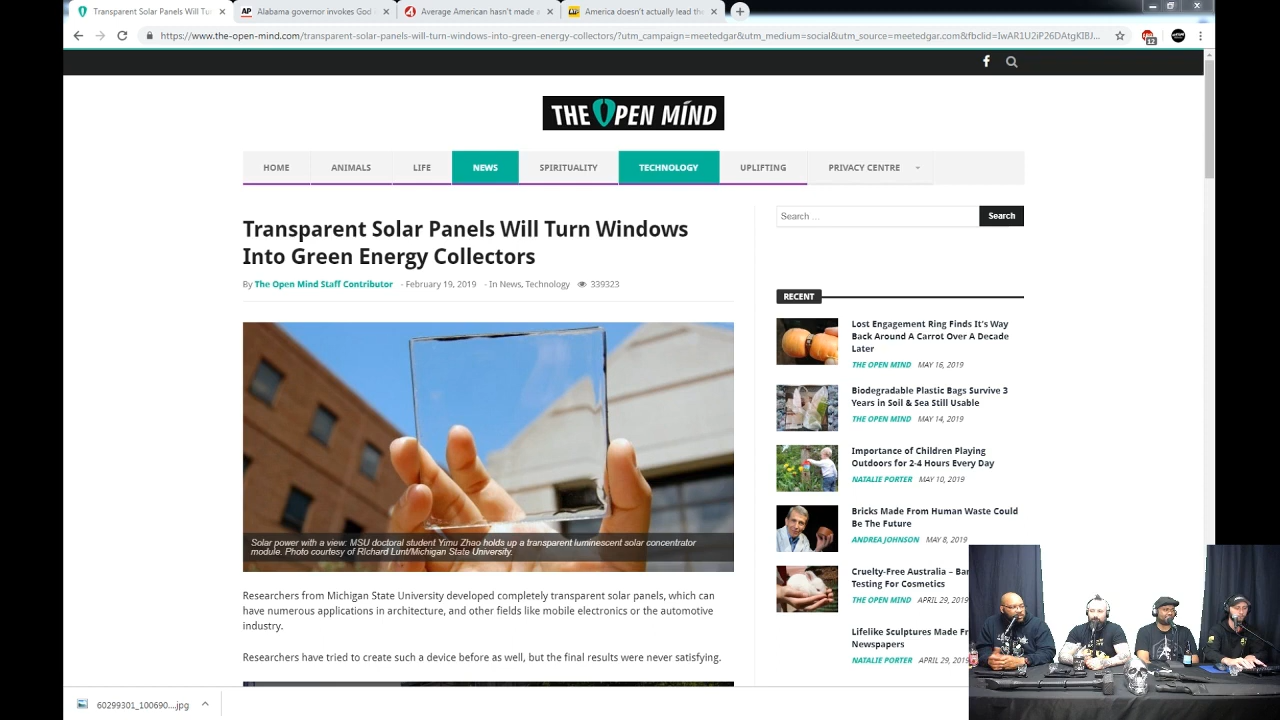 Transparent Solar Panels Will Tu
Alabama governor invokes God
Average American hasn't made
America doesn't actually lead the
https://www.the-open-mind.com/transparent-solar-panels-will-turn-windows-into-green-energy-collectors/?utm_campaign=meetedgar&utm_medium=social&utm_source=meetedgar.com&fbclid=IwAR1U2iP26DAtgKIBJ...
12
THE OPEN MIND
HOME ANIMALS LIFE NEWS SPIRITUALITY TECHNOLOGY UPLIFTING PRIVACY CENTRE
Transparent Solar Panels Will Turn Windows
Into Green Energy Collectors
By The Open Mind Staff Contributor - February 19, 2019 - In News, Technology 339323
Solar power with a view: MSU doctoral student Yimu Zhao holds up a transparent luminescent solar concentrator
module. Photo courtesy of Richard Lunt/Michigan State University.
Researchers from Michigan State University developed completely transparent solar panels, which can
have numerous applications in architecture, and other fields like mobile electronics or the automotive
industry.
Researchers have tried to create such a device before as well, but the final results were never satisfying.
Search ...
Search
RECENT
Lost Engagement Ring Finds It's Way
Back Around A Carrot Over A Decade
Later
THE OPEN MIND MAY 16, 2019
Biodegradable Plastic Bags Survive 3
Years in Soil & Sea Still Usable
THE OPEN MIND MAY 14, 2019
Importance of Children Playing
Outdoors for 2-4 Hours Every Day
NATALIE PORTER MAY 10, 2019
Bricks Made From Human Waste Could
Be The Future
ANDREA JOHNSON MAY 8, 2019
Cruelty-Free Australia – Ban
Testing For Cosmetics
THE OPEN MIND APRIL 29, 2019
Lifelike Sculptures Made Fr
Newspapers
NATALIE PORTER APRIL 29, 2019
60299301_100690....jpg